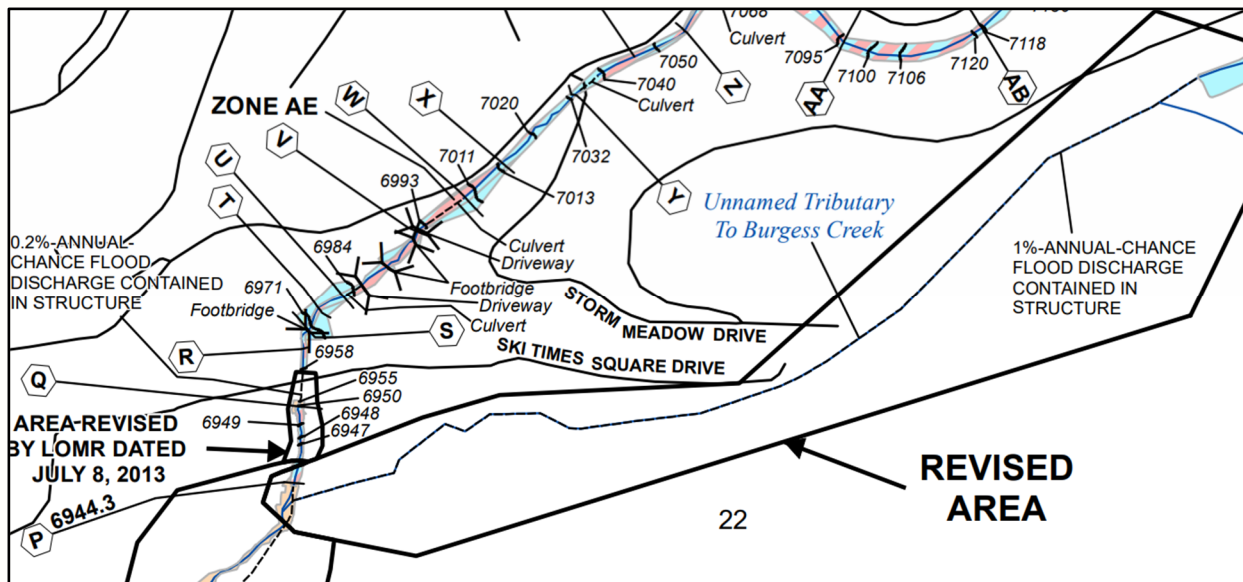 7068
Culvert
7050
Z
7095
7100
7106
7120
7118
AA
AB
7040
Culvert
ZONE AE
W
X
V
7020
7032
U
7011
7013
Y
T
6993
Unnamed Tributary
To Burgess Creek
0.2%-ANNUAL-
CHANCE FLOOD
DISCHARGE CONTAINED
IN STRUCTURE
6984
Culvert
Driveway
1%-ANNUAL-CHANCE
FLOOD DISCHARGE
CONTAINED IN
STRUCTURE
6971
Footbridge
Footbridge
Driveway
Culvert
STORM MEADOW DRIVE
S
R
6958
SKI TIMES SQUARE DRIVE
Q
6955
6950
AREA REVISED
BY LOMR DATED
JULY 8, 2013
6949
6948
6947
REVISED
AREA
6944.3
P
22